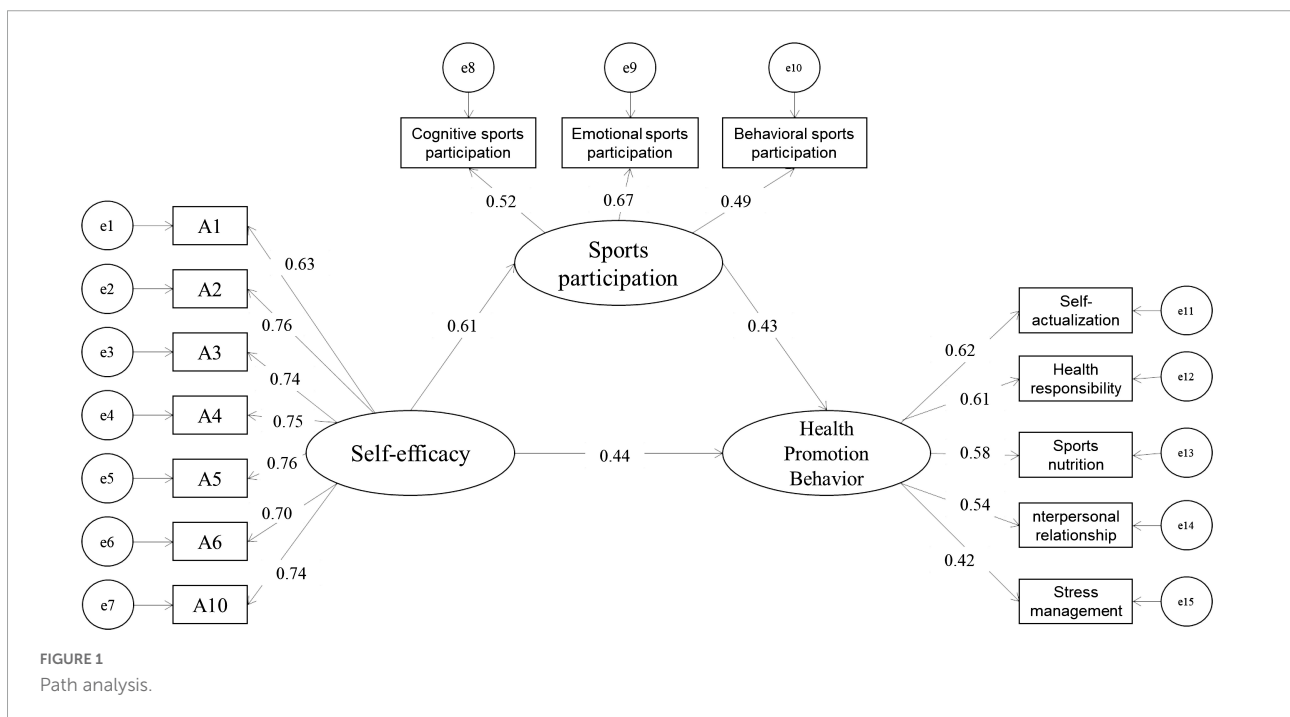 e8
e9
e10
Cognitive sports
participation
Emotional sports
participation
Behavioral sports
participation
0.52
0.67
0.49
e1
A1
Sports
participation
0.63
e2
A2
0.76
0.61
0.43
e3
A3
0.74
e4
A4
0.75
e5
A5
0.76
Self-efficacy
0.44
Health
Promotion
Behavior
e6
A6
0.70
e7
A10
0.74
Self-
actualization
e11
0.62
Health
responsibility
e12
0.61
Sports
nutrition
e13
0.58
nterpersonal
relationship
e14
0.54
Stress
management
e15
0.42
FIGURE 1
Path analysis.